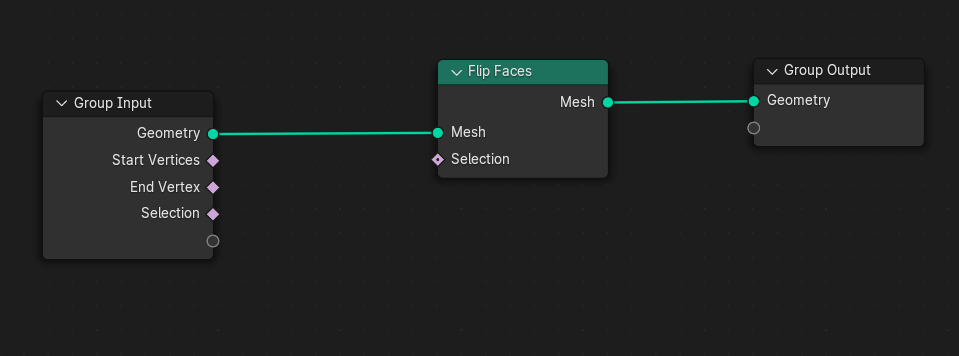 Group Input
Geometry
Start Vertices
End Vertex
Selection
Flip Faces
Mesh
Mesh
Selection
Group Output
Geometry